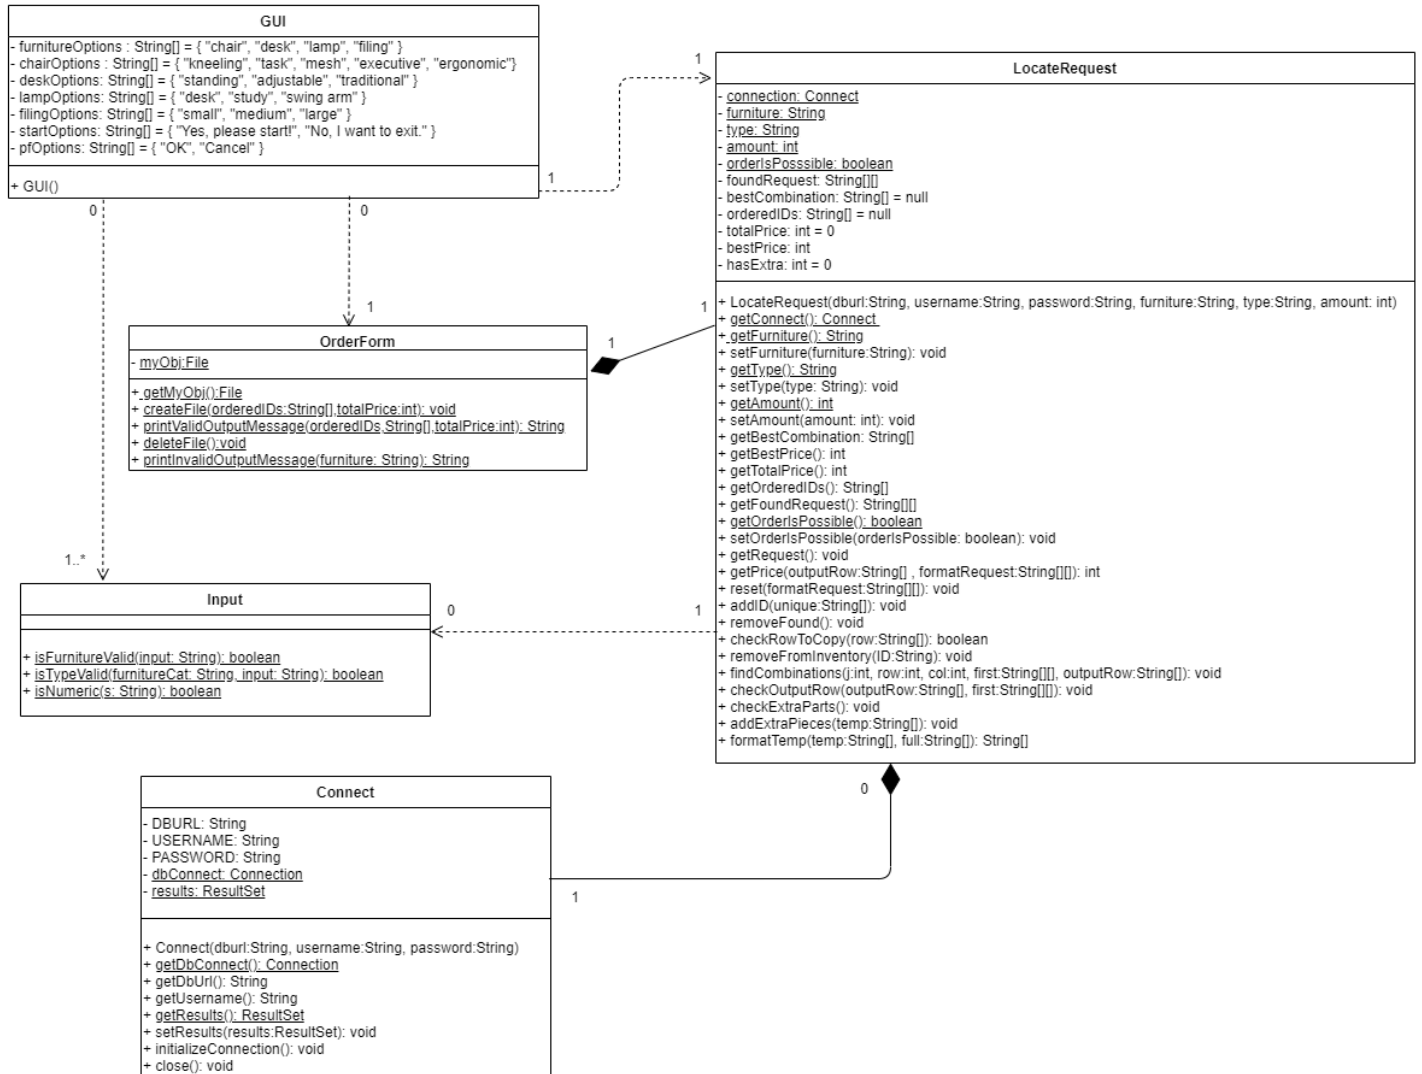 GUI
- furnitureOptions : String[] = { "chair", "desk", "lamp", "filing" }
- chairOptions : String[] = { "kneeling", "task", "mesh", "executive", "ergonomic"}
- deskOptions: String[] = { "standing", "adjustable", "traditional" }
- lampOptions: String[] = { "desk", "study", "swing arm" }
- filingOptions: String[] = { "small", "medium", "large" }
- startOptions: String[] = { "Yes, please start!", "No, I want to exit." }
- pfOptions: String[] = { "OK", "Cancel" }
+ GUI()
1
1
0
0
1
1..*
LocateRequest
- connection: Connect
- furniture: String
- type: String
- amount: int
- orderIsPosssible: boolean
- foundRequest: String[][]
- bestCombination: String[] = null
- orderedIDs: String[] = null
- totalPrice: int = 0
- bestPrice: int
- hasExtra: int = 0
+ LocateRequest(dburl:String, username:String, password:String, furniture:String, type:String, amount: int)
+ getConnect(): Connect
+ getFurniture(): String
+ setFurniture(furniture:String): void
+ getType(): String
+ setType(type: String): void
+ getAmount(): int
+ setAmount(amount: int): void
+ getBestCombination: String[]
+ getBestPrice(): int
+ getTotalPrice(): int
+ getOrderedIDs(): String[]
+ getFoundRequest(): String[][]
+ getOrderIsPossible(): boolean
+ setOrderIsPossible(orderIsPossible: boolean): void
+ getRequest(): void
+ getPrice(outputRow:String[] , formatRequest:String[][]): int
+ reset(formatRequest:String[][]): void
+ addID(unique:String[]): void
+ removeFound(): void
+ checkRowToCopy(row:String[]): boolean
+ removeFromInventory(ID:String): void
+ findCombinations(j:int, row:int, col:int, first:String[][], outputRow:String[]): void
+ checkOutputRow(outputRow:String[], first:String[][]): void
+ checkExtraParts(): void
+ addExtraPieces(temp:String[]): void
+ formatTemp(temp:String[], full:String[]): String[]
OrderForm
- myObj:File
+ getMyObj():File
+ createFile(orderedIDs:String[],totalPrice:int): void
+ printValidOutputMessage(orderedIDs,String[],totalPrice:int): String
+ deleteFile():void
+ printInvalidOutputMessage(furniture: String): String
1
1
Input
+ isFurnitureValid(input: String): boolean
+ isTypeValid(furnitureCat: String, input: String): boolean
+ isNumeric(s: String): boolean
0
1
Connect
- DBURL: String
- USERNAME: String
- PASSWORD: String
- dbConnect: Connection
- results: ResultSet
+ Connect(dburl:String, username:String, password:String)
+ getDbConnect(): Connection
+ getDbUrl(): String
+ getUsername(): String
+ getResults(): ResultSet
+ setResults(results:ResultSet): void
+ initializeConnection(): void
+ close(): void
0
1